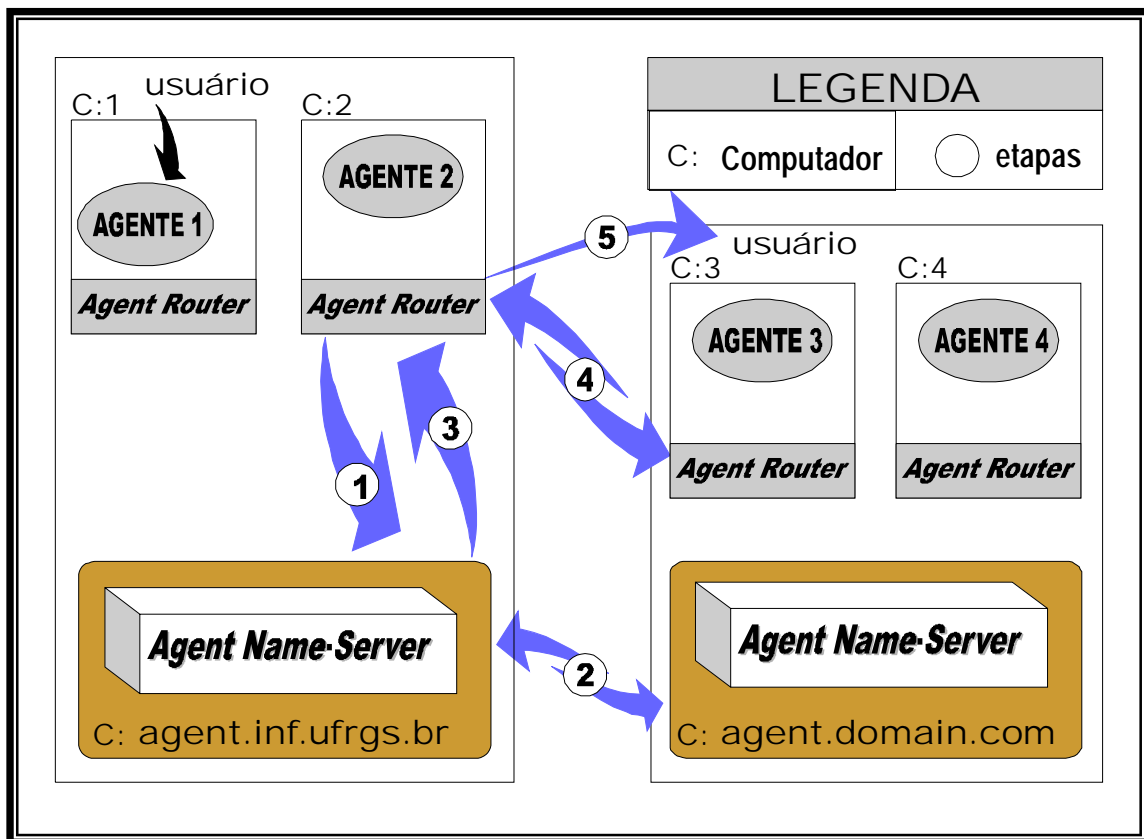 usuário
C:1
C:2
AGENTE 1
AGENTE 2
Agent Router
Agent Router
LEGENDA
C: Computador
etapas
5
usuário
C:3
C:4
AGENTE 3
AGENTE 4
4
Agent Router
Agent Router
3
1
Agent Name-Server
C: agent.inf.ufrgs.br
2
Agent Name-Server
C: agent.domain.com